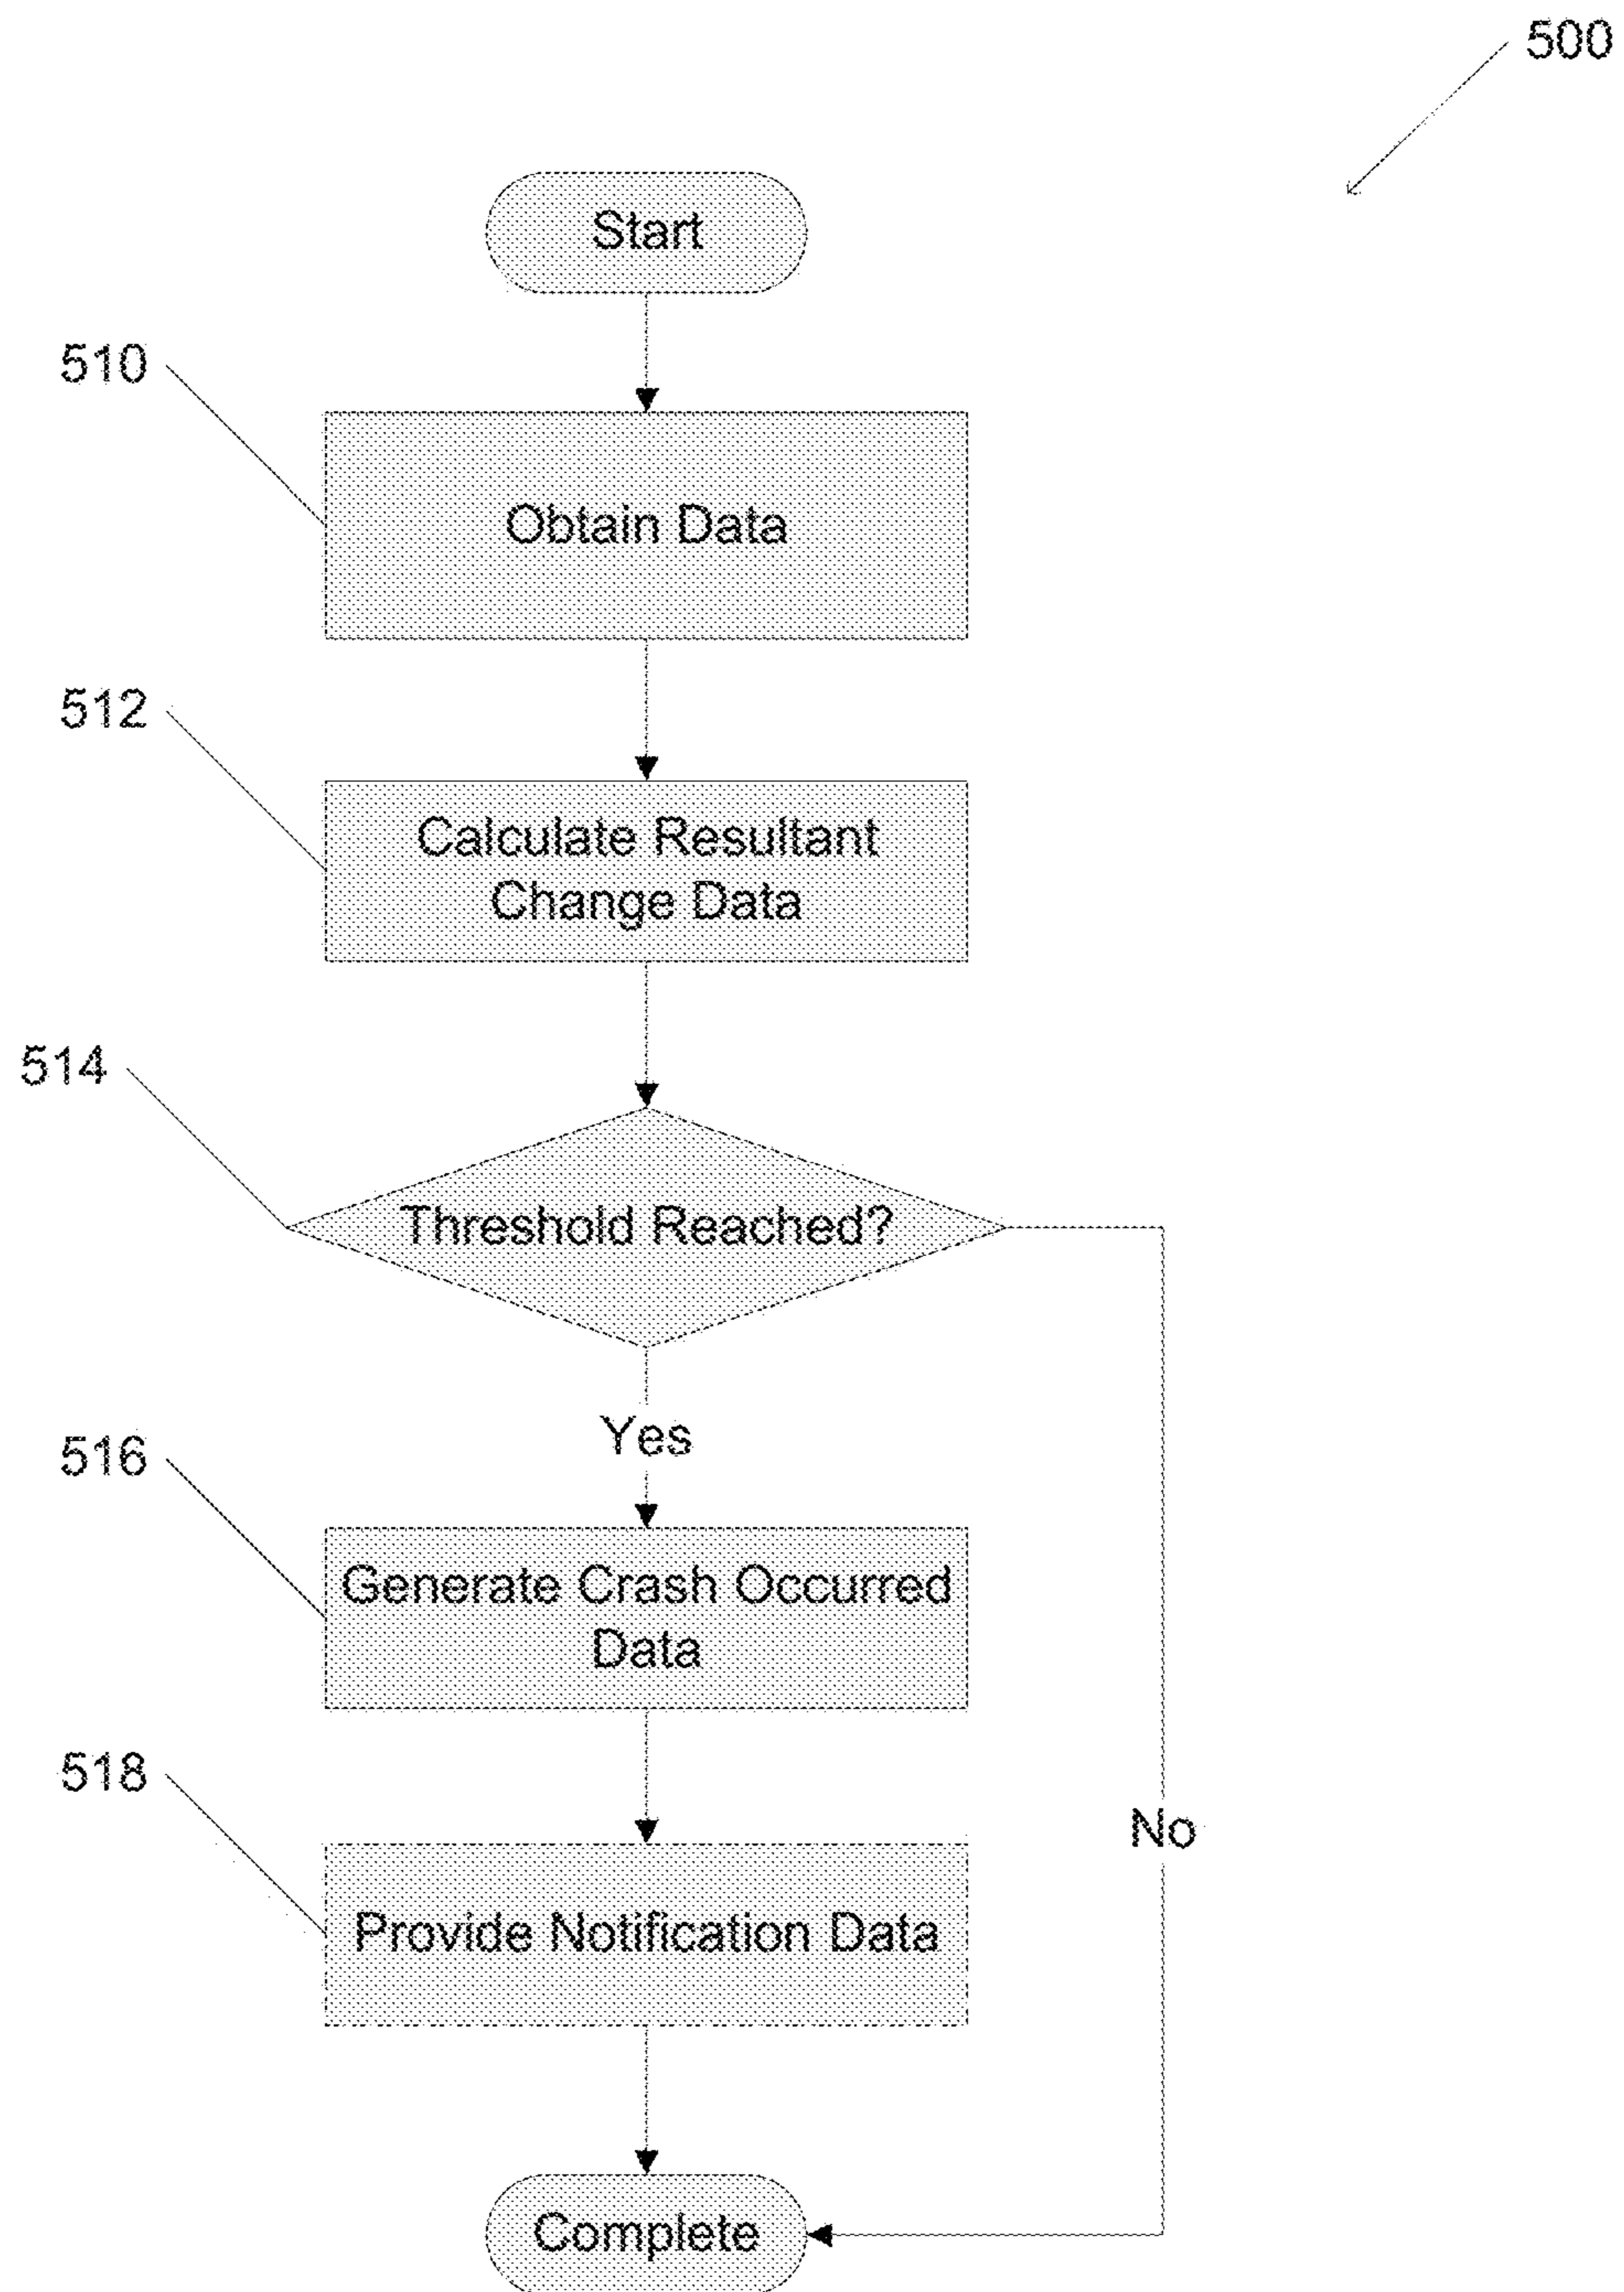 500
Start
510
Obtain Data
512
Calculate Resultant
Change Data
514
Threshold Reached?
Yes
516
Generate Crash Occurred
Data
518
Provide Notification Data
No
Complete